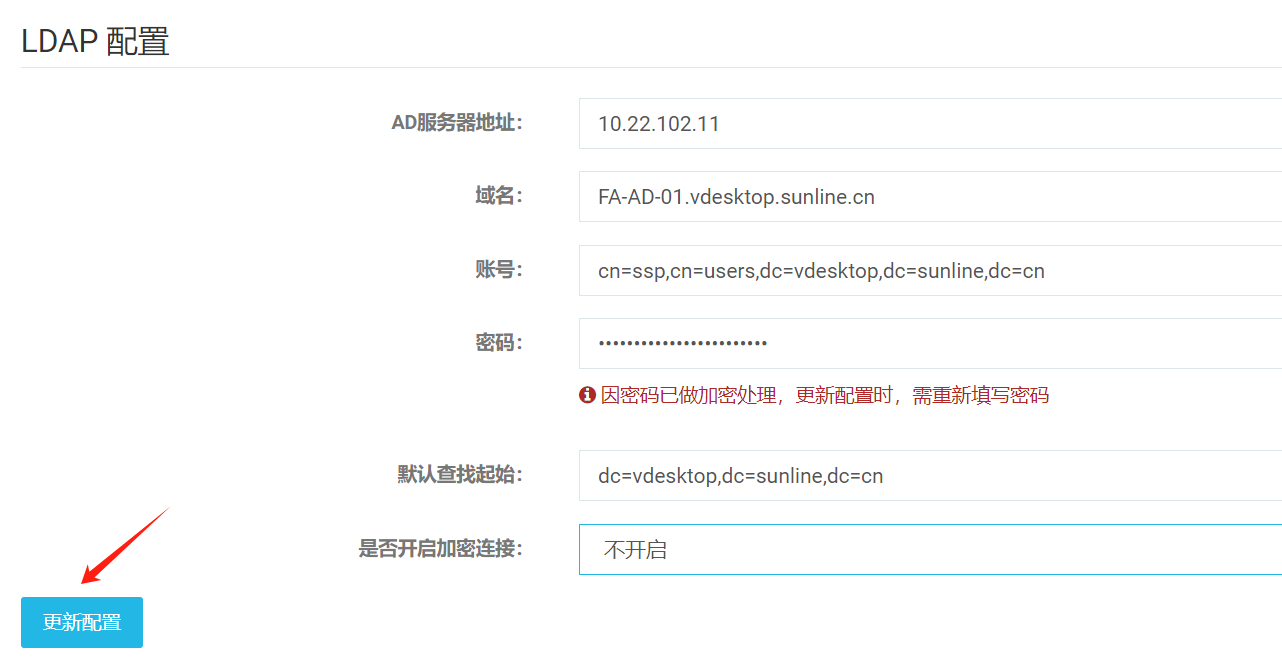 LDAP 配置
AD服务器地址： 10.22.102.11
域名： FA-AD-01.vdesktop.sunline.cn
账号： cn=ssp,cn=users,dc=vdesktop,dc=sunline,dc=cn
密码： ••••••••••••••••••••••••
因密码已做加密处理，更新配置时，需重新填写密码
默认查找起始： dc=vdesktop,dc=sunline,dc=cn
是否开启加密连接： 不开启
更新配置